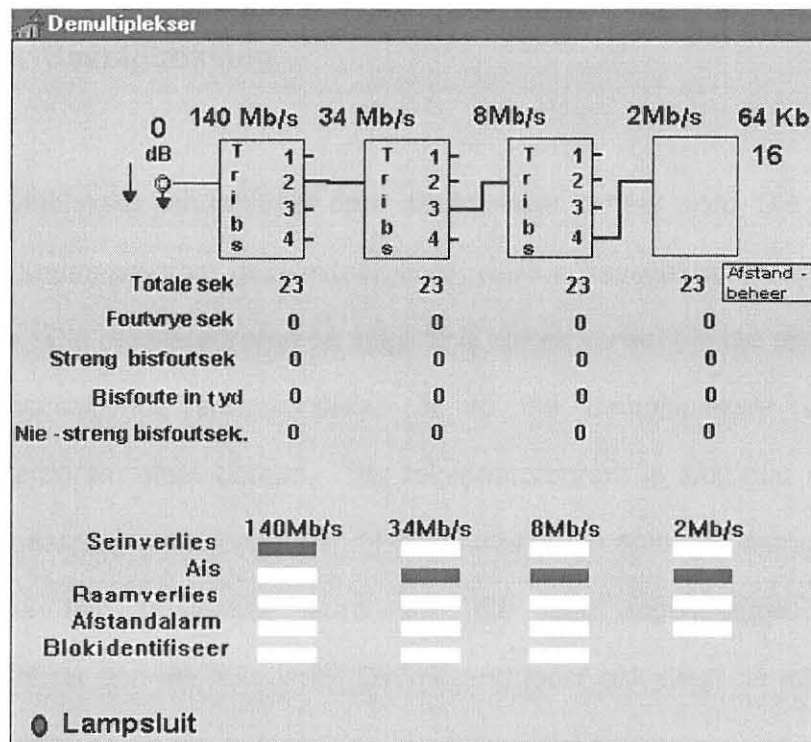 Demultiplekser
0 140 Mb/s 34 Mb/s 8Mb/s 2Mb/s 64 Kb
dB 16
Tribs 1 2 3 4
Tribs 1 2 3 4
Tribs 1 2 3 4
Totale sek 23 23 23 23
Afstand -
beheer
Foutvrye sek 0 0 0 0
Streng bisfoutsek 0 0 0 0
Bisfoute in tyd 0 0 0 0
Nie -streng bisfoutsek. 0 0 0 0
140Mb/s 34Mb/s 8Mb/s 2Mb/s
Seinverlies
Ais
Raamverlies
Afstandalarm
Blokidentifiseer
Lampsluit